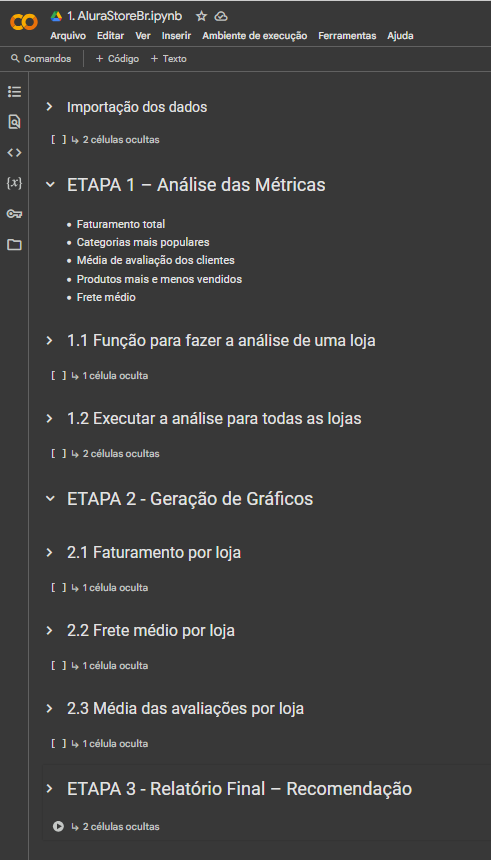 1. AluraStoreBr.ipynb
Arquivo Editar Ver Inserir Ambiente de execução Ferramentas Ajuda
Comandos + Código + Texto
Importação dos dados
[ ] ↳ 2 células ocultas
ETAPA 1 – Análise das Métricas
• Faturamento total
• Categorias mais populares
• Média de avaliação dos clientes
• Produtos mais e menos vendidos
• Frete médio
1.1 Função para fazer a análise de uma loja
[ ] ↳ 1 célula oculta
1.2 Executar a análise para todas as lojas
[ ] ↳ 2 células ocultas
ETAPA 2 - Geração de Gráficos
2.1 Faturamento por loja
[ ] ↳ 1 célula oculta
2.2 Frete médio por loja
[ ] ↳ 1 célula oculta
2.3 Média das avaliações por loja
[ ] ↳ 1 célula oculta
ETAPA 3 - Relatório Final – Recomendação
↳ 2 células ocultas